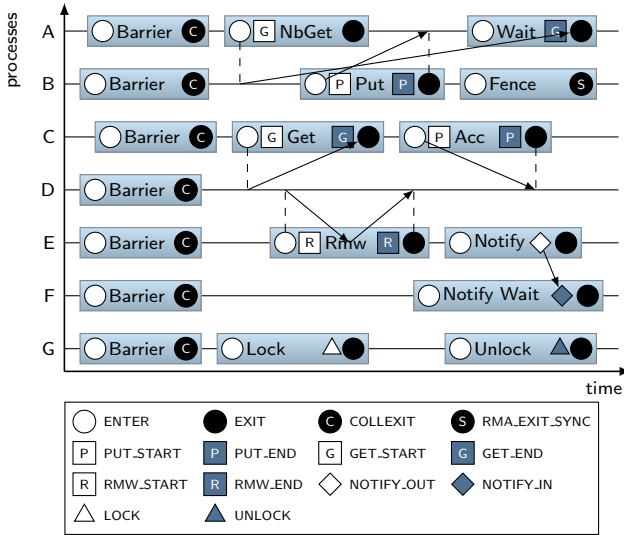 processes
A Barrier C G NbGet Wait G
B Barrier C P Put P Fence S
C Barrier C G Get G P Acc P
D Barrier C
E Barrier C R Rmw R Notify
F Barrier C Notify Wait
G Barrier C Lock Unlock
time
ENTER EXIT C COLLEXIT S RMA_EXIT_SYNC
P PUT_START P PUT_END G GET_START G GET_END
R RMW_START R RMW_END NOTIFY_OUT NOTIFY_IN
LOCK UNLOCK